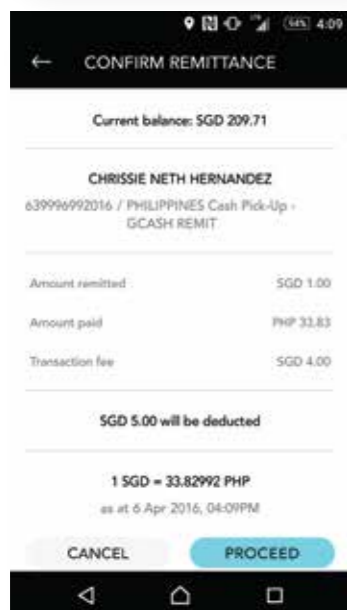 64% 4:09
CONFIRM REMITTANCE
Current balance: SGD 209.71
CHRISSIE NETH HERNANDEZ
639996992016 / PHILIPPINES Cash Pick-Up -
GCASH REMIT
Amount remitted SGD 1.00
Amount paid PHP 33.83
Transaction fee SGD 4.00
SGD 5.00 will be deducted
1 SGD = 33.82992 PHP
as at 6 Apr 2016, 04:09PM
CANCEL PROCEED